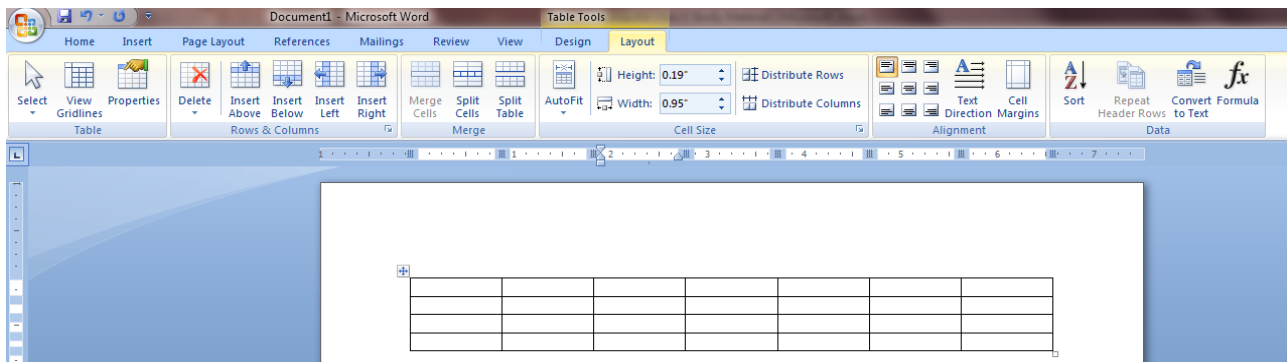 Document1 - Microsoft Word Table Tools
Home Insert Page Layout References Mailings Review View Design Layout
Select
View Gridlines
Properties
Table
Delete
Insert Above
Insert Below
Insert Left
Insert Right
Rows & Columns
Merge Cells
Split Cells
Split Table
Merge
AutoFit
Height: 0.19"
Width: 0.95"
Distribute Rows
Distribute Columns
Cell Size
Text Direction
Cell Margins
Alignment
A Z
Sort
Repeat Header Rows
Convert to Text
fx
Formula
Data
L
1 1 2 3 4 5 6 7